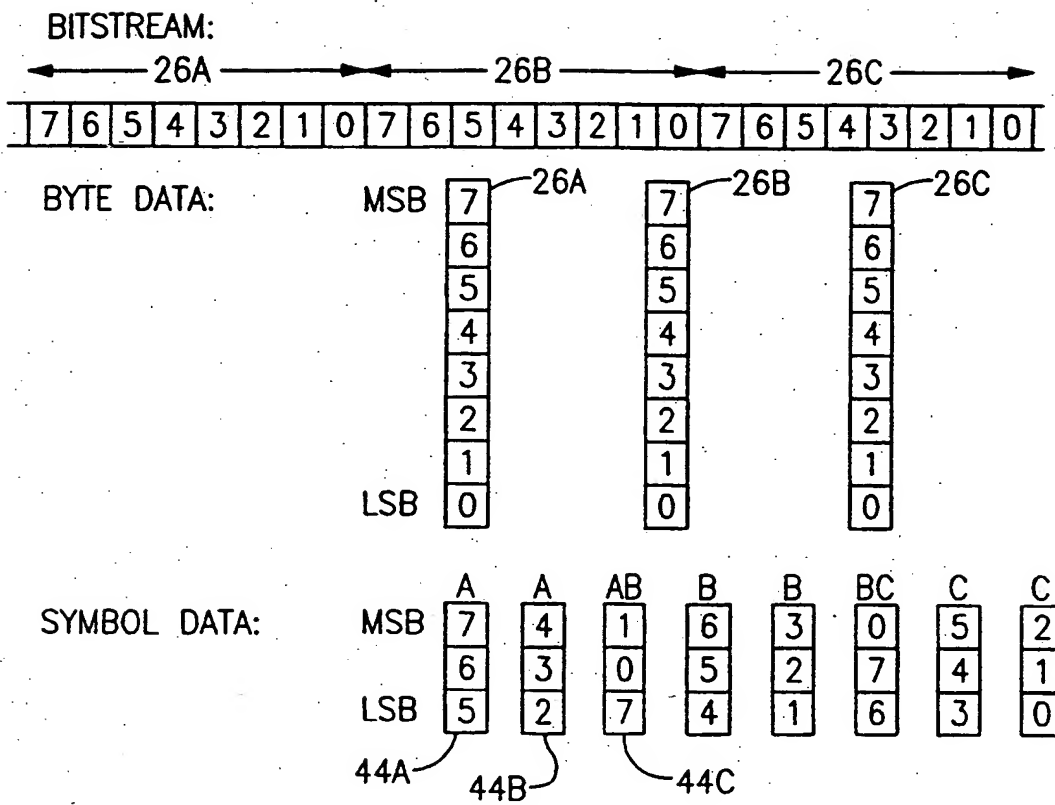 BITSTREAM:
26A 26B 26C
7 6 5 4 3 2 1 0 7 6 5 4 3 2 1 0 7 6 5 4 3 2 1 0
BYTE DATA: MSB 7 26A 7 26B 7 26C
6 6 6
5 5 5
4 4 4
3 3 3
2 2 2
1 1 1
LSB 0 0 0
A A AB B B BC C C
SYMBOL DATA: MSB 7 4 1 6 3 0 5 2
6 3 0 5 2 7 4 1
LSB 5 2 7 4 1 6 3 0
44A 44B 44C